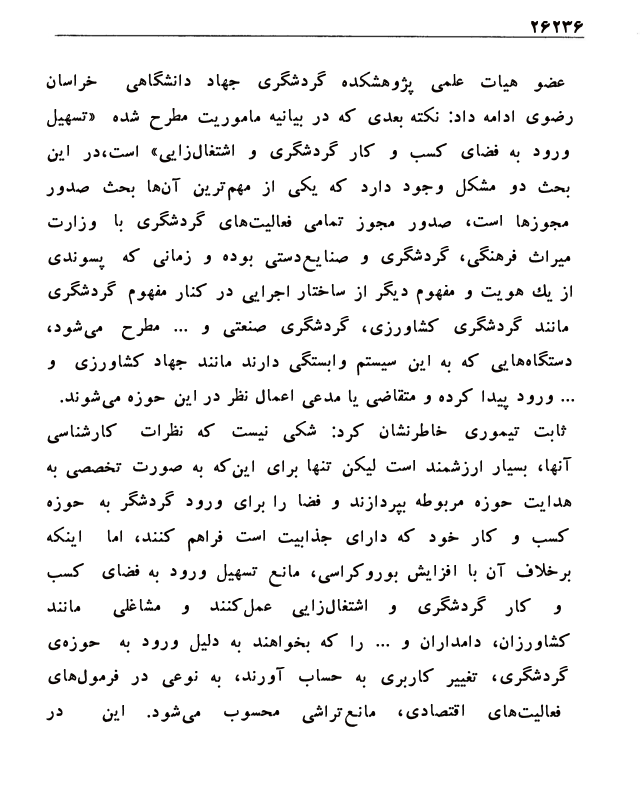 ۲۶۲۳۶
عضو هیات علمی پژوهشکده گردشگری جهاد دانشگاهی خراسان
رضوی ادامه داد: نکته بعدی که در بیانیه ماموریت مطرح شده «تسهیل
ورود به فضای کسب و کار گردشگری و اشتغال‌زایی» است،در این
بحث دو مشکل وجود دارد که یکی از مهم‌ترین آن‌ها بحث صدور
مجوزها است، صدور مجوز تمامی فعالیت‌های گردشگری با وزارت
میراث فرهنگی، گردشگری و صنایع‌دستی بوده و زمانی که پسوندی
از یك هویت و مفهوم دیگر از ساختار اجرایی در کنار مفهوم گردشگری
مانند گردشگری کشاورزی، گردشگری صنعتی و ... مطرح می‌شود،
دستگاه‌هایی که به این سیستم وابستگی دارند مانند جهاد کشاورزی و
... ورود پیدا کرده و متقاضی یا مدعی اعمال نظر در این حوزه می‌شوند.
ثابت تیموری خاطرنشان کرد: شکی نیست که نظرات کارشناسی
آنها، بسیار ارزشمند است لیکن تنها برای این‌که به صورت تخصصی به
هدایت حوزه مربوطه بپردازند و فضا را برای ورود گردشگر به حوزه
کسب و کار خود که دارای جذابیت است فراهم کنند، اما اینکه
برخلاف آن با افزایش بوروکراسی، مانع تسهیل ورود به فضای کسب
و کار گردشگری و اشتغال‌زایی عمل‌کنند و مشاغلی مانند
کشاورزان، دامداران و ... را که بخواهند به دلیل ورود به حوزه‌ی
گردشگری، تغییر کاربری به حساب آورند، به نوعی در فرمول‌های
فعالیت‌های اقتصادی، مانع‌تراشی محسوب می‌شود. این در